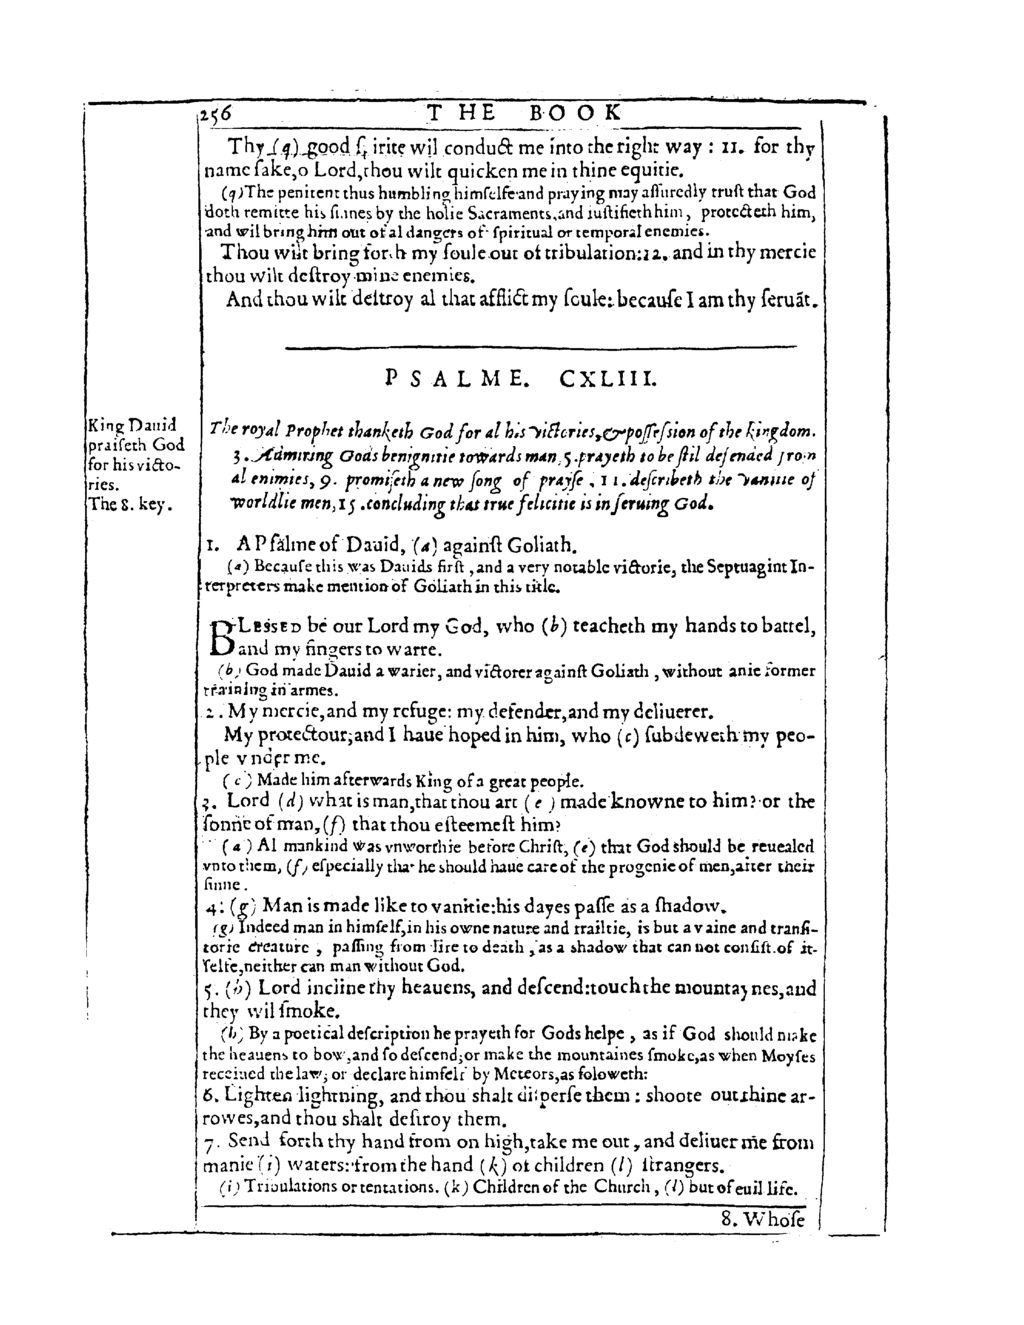 256 THE BOOK
Thy (q) good spirite wil conduct me into the right way : 11. for thy
name sake,o Lord,thou wilt quicken me in thine equitie.
(q)The penitent thus humbling himselfe and praying may assuredly trust that God
doth remitte his sinnes by the holie Sacraments,and iustifieth him, protecteth him,
and wil bring him out of al dangers of spiritual or temporal enemies.
Thou wilt bring forth my soule out of tribulation:12. and in thy mercie
thou wilt destroy mine enemies.
And thou wilt destroy al that afflict my soule: because I am thy seruãt.
PSALME. CXLIII.
King Dauid
praiseth God
for his victo-
ries.
The 8. key.
The royal Prophet thanketh God for al his victories,&possession of the kingdom.
3. Admiring Gods benignitie towards man,5.prayeth to be stil defended from
al enimies, 9. promiseth a new song of prayse, 11. describeth the vanitie of
worldlie men,15.concluding that true felicitie is in seruing God.
1. A Psalme of Dauid, (a) against Goliath.
(a) Because this was Dauids first, and a very notable victorie, the Septuagint In-
terpreters make mention of Goliath in this title.
BLESSED be our Lord my God, who (b) teacheth my hands to battel,
and my fingers to warre.
(b) God made Dauid a warier, and victorer against Goliath, without anie former
training in armes.
2. My mercie,and my refuge: my defender,and my deliuerer.
My protectour,and I haue hoped in him, who (c) subdeweth my peo-
ple vnder me.
(c) Made him afterwards King of a great people.
3. Lord (d) what is man,that thou art (e) made knowne to him? or the
sonne of man, (f) that thou esteemest him?
(a) Al mankind was vnworthie before Christ, (e) that God should be reuealed
vnto them, (f) especially that he should haue care of the progenie of men,after their
sinne.
4: (g) Man is made like to vanitie:his dayes passe as a shadow.
(g) Indeed man in himself,in his owne nature and frailtie, is but a vaine and transi-
torie creature, passing from life to death, as a shadow that can not consist of it-
selfe,neither can man without God.
5. (h) Lord incline thy heauens, and descend:touch the mountaynes,and
they wil smoke.
(h) By a poetical description he prayeth for Gods helpe, as if God should make
the heauens to bow,and so descend,or make the mountaines smoke,as when Moyses
receiued the law; or declare himself by Meteors,as foloweth:
6. Lighten lightning, and thou shalt disperse them : shoote out thine ar-
rowes,and thou shalt destroy them.
7. Send forth thy hand from on high,take me out, and deliuer me from
manie (i) waters: from the hand (k) of children (l) strangers.
(i) Tribulations or tentations. (k) Children of the Church, (l) but of euil life.
8. Whose